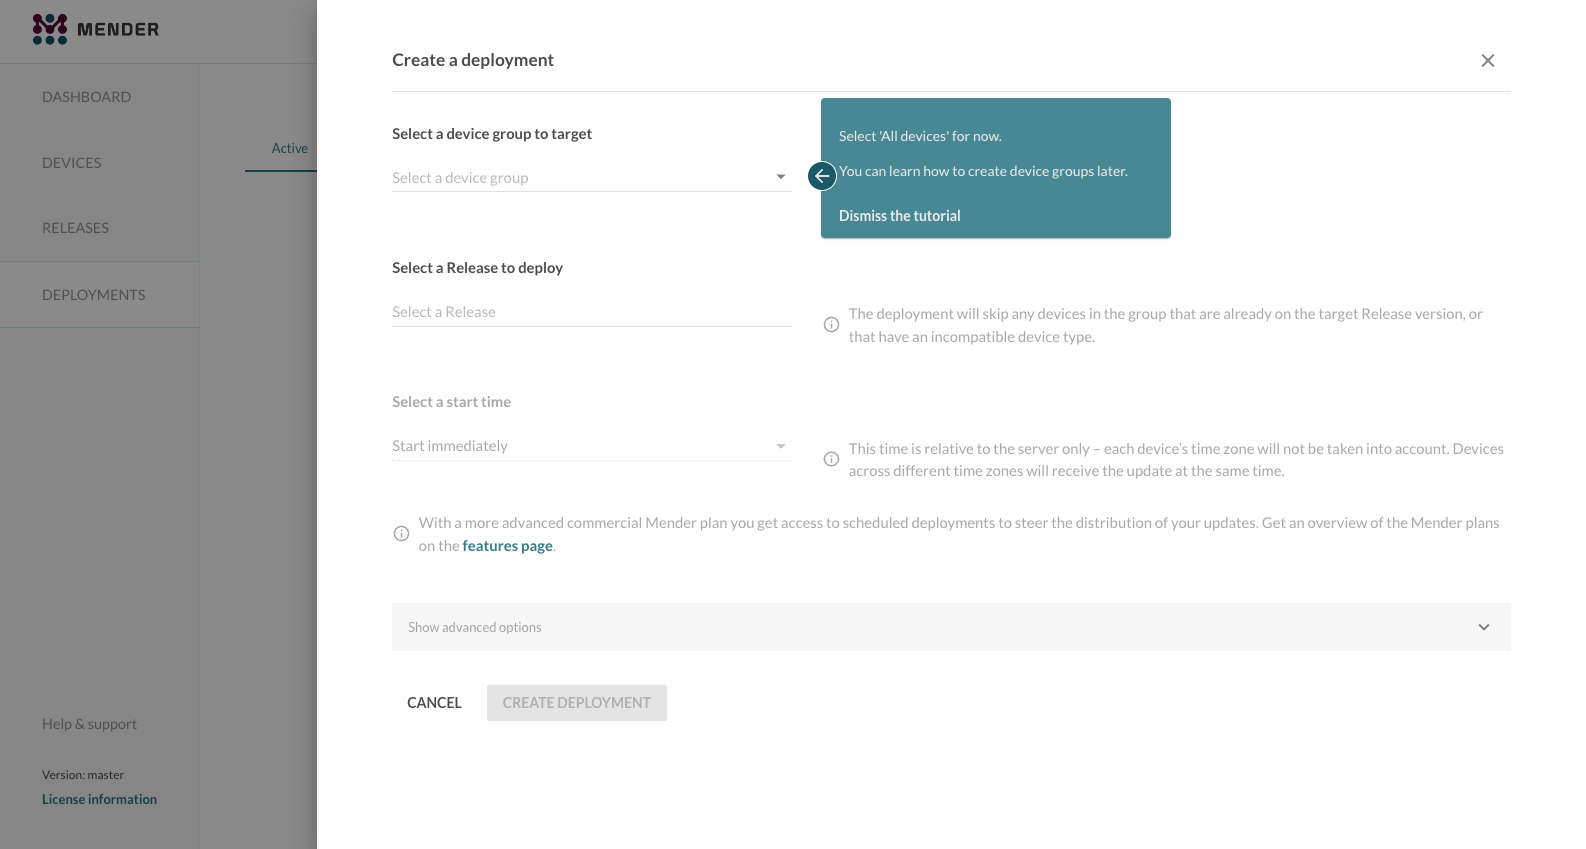 MENDER
DASHBOARD
DEVICES
RELEASES
DEPLOYMENTS
Help & support
Version: master
License information
Active
Create a deployment
Select a device group to target
Select a device group
Select 'All devices' for now.
You can learn how to create device groups later.
Dismiss the tutorial
Select a Release to deploy
Select a Release
The deployment will skip any devices in the group that are already on the target Release version, or
that have an incompatible device type.
Select a start time
Start immediately
This time is relative to the server only – each device’s time zone will not be taken into account. Devices
across different time zones will receive the update at the same time.
With a more advanced commercial Mender plan you get access to scheduled deployments to steer the distribution of your updates. Get an overview of the Mender plans
on the features page.
Show advanced options
CANCEL
CREATE DEPLOYMENT